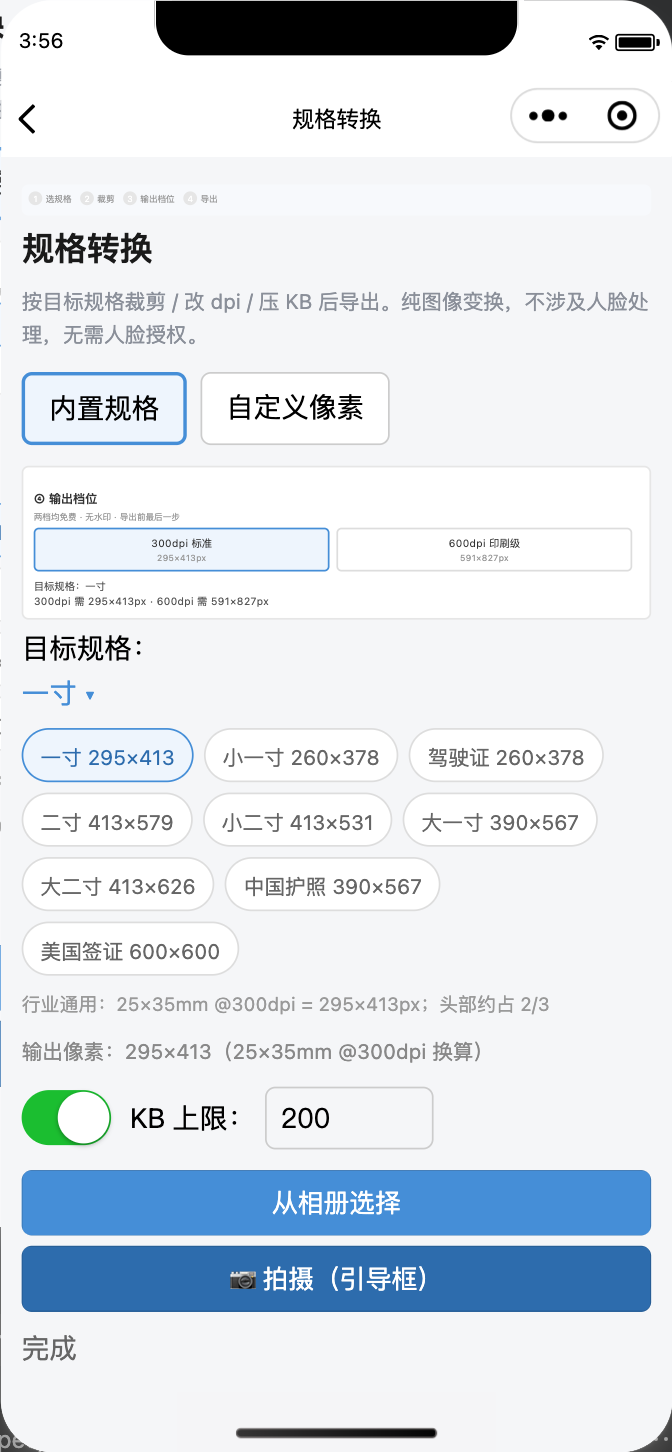 3:56
规格转换
1 选规格 2 裁剪 3 输出档位 4 导出
规格转换
按目标规格裁剪 / 改 dpi / 压 KB 后导出。纯图像变换，不涉及人脸处
理，无需人脸授权。
内置规格 自定义像素
④ 输出档位
两档均免费 · 无水印 · 导出前最后一步
300dpi 标准 600dpi 印刷级
295×413px 591×827px
目标规格：一寸
300dpi 需 295×413px · 600dpi 需 591×827px
目标规格：
一寸 ▾
一寸 295×413 小一寸 260×378 驾驶证 260×378
二寸 413×579 小二寸 413×531 大一寸 390×567
大二寸 413×626 中国护照 390×567
美国签证 600×600
行业通用：25×35mm @300dpi = 295×413px；头部约占 2/3
输出像素：295×413（25×35mm @300dpi 换算）
KB 上限： 200
从相册选择
📷 拍摄（引导框）
完成